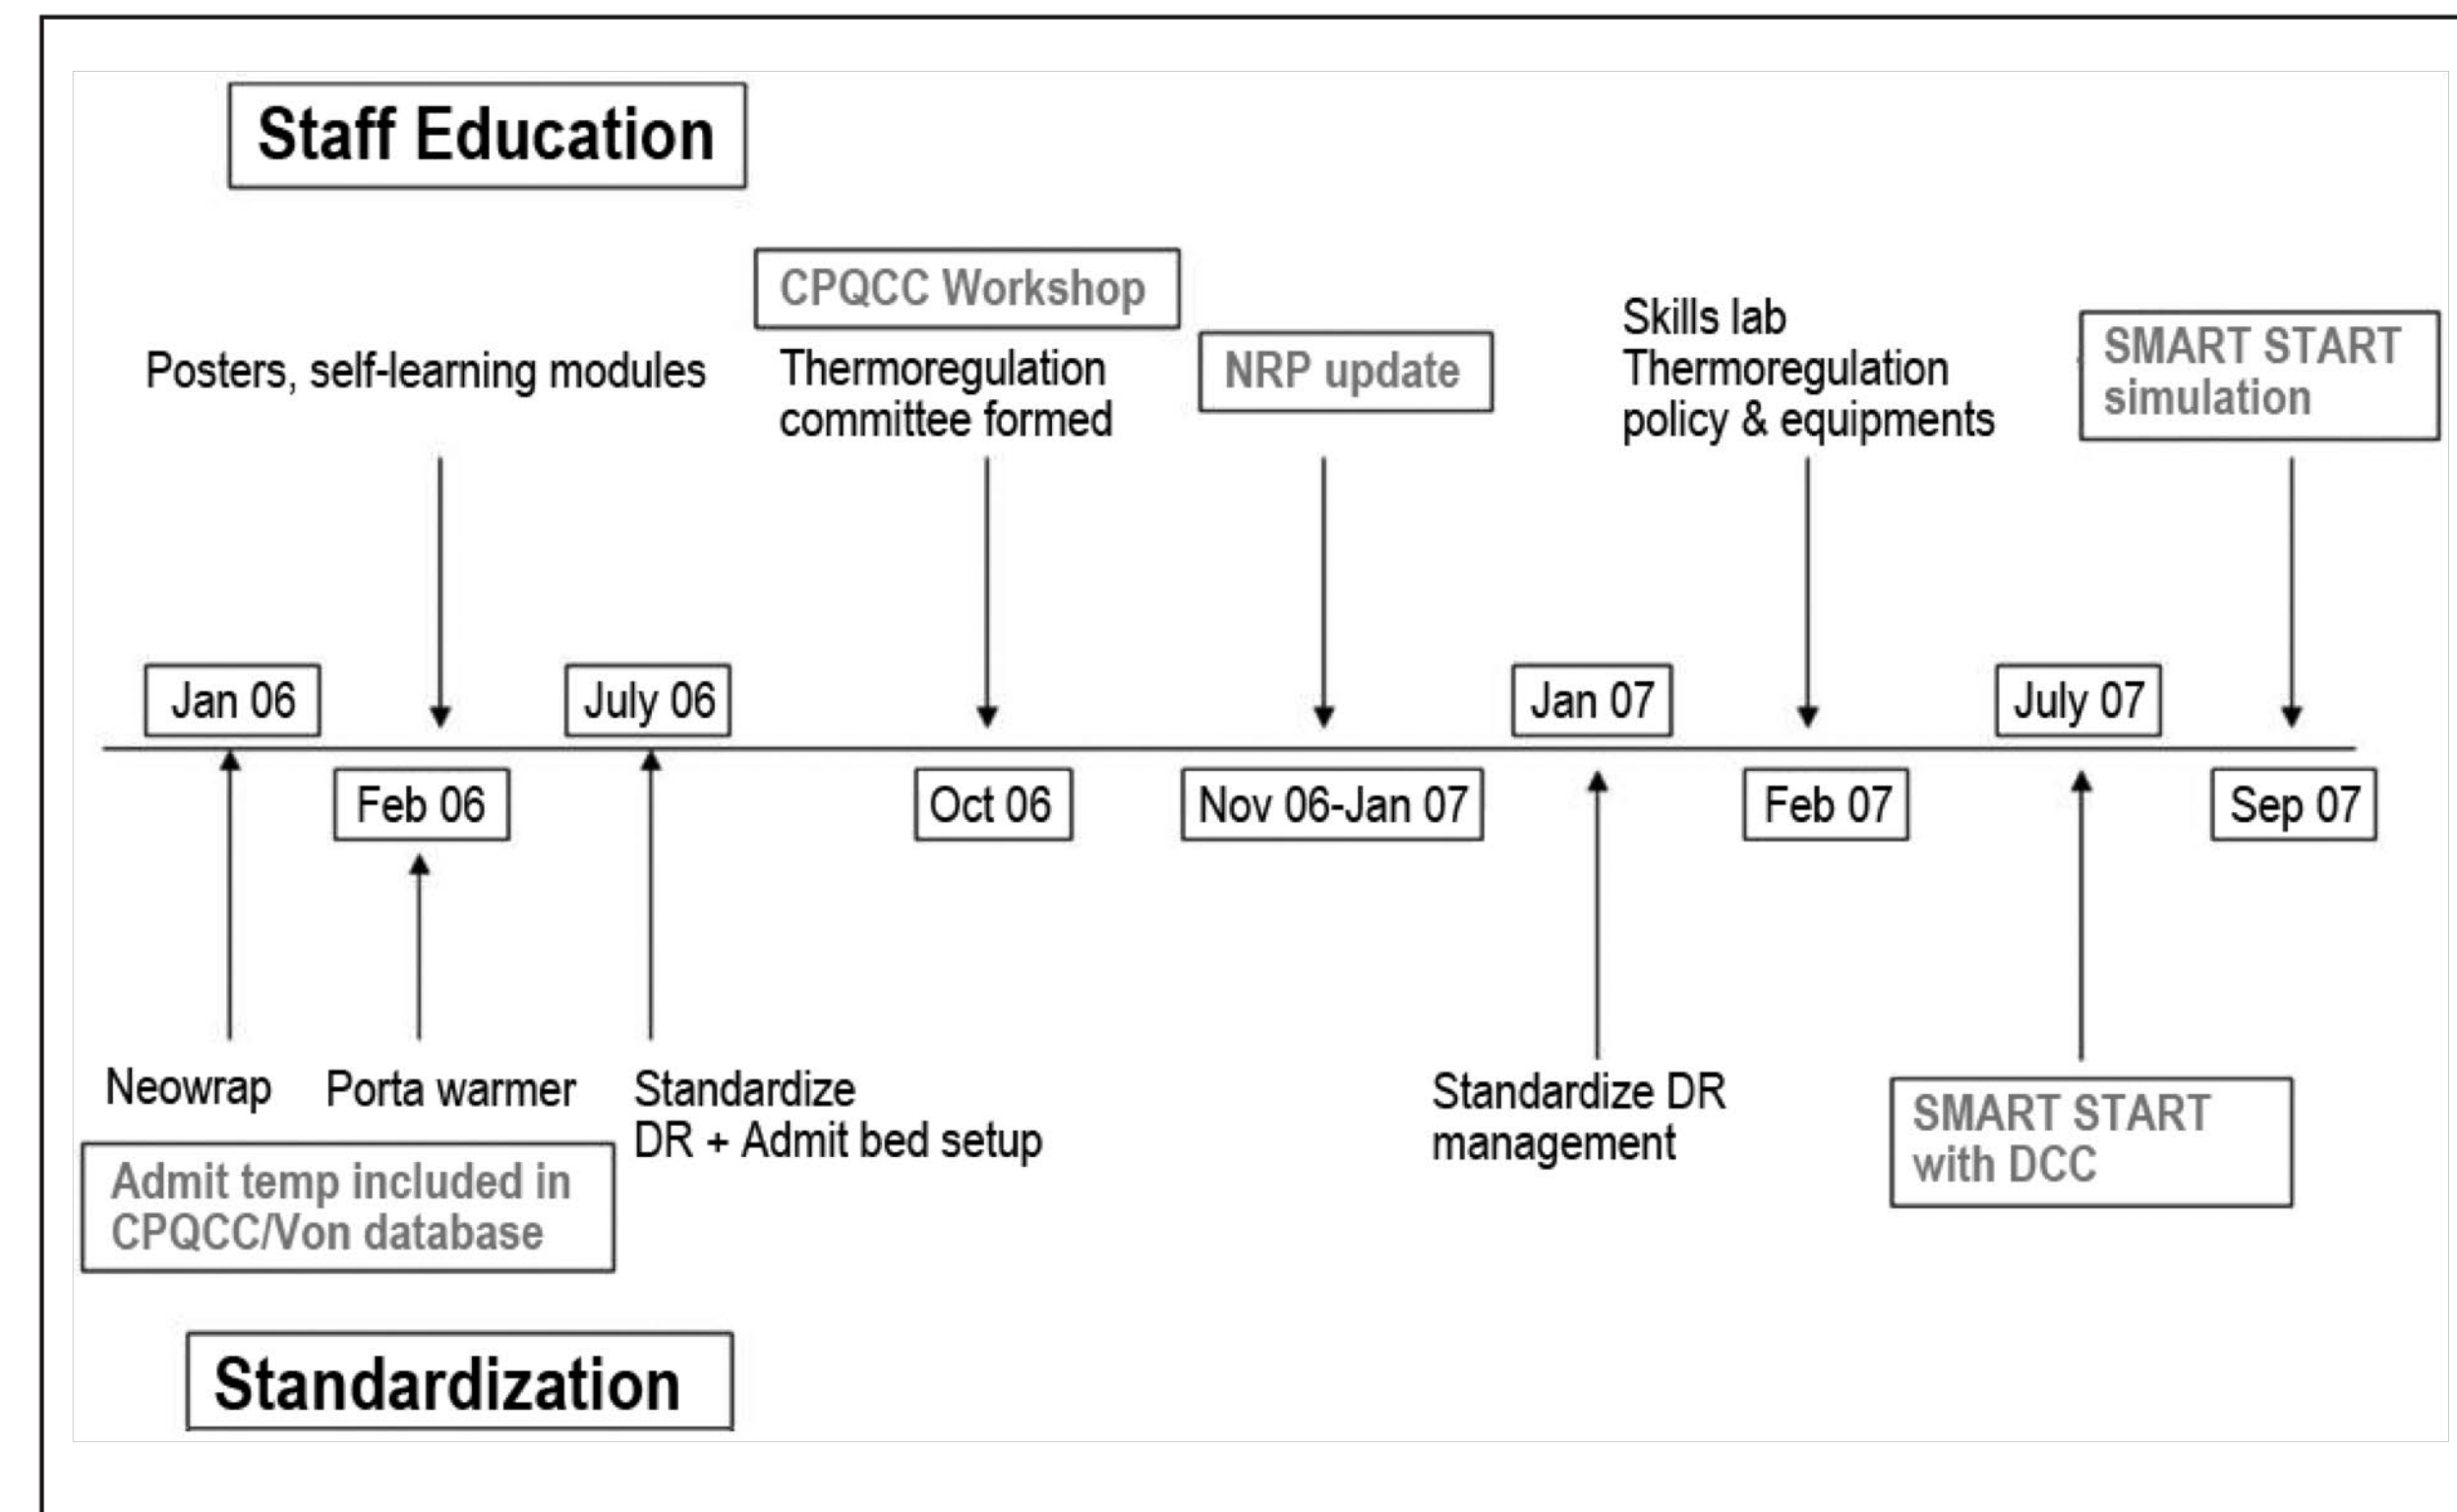 Staff Education
CPQCC Workshop
Posters, self-learning modules
Thermoregulation
committee formed
NRP update
Skills lab
Thermoregulation
policy & equipments
SMART START
simulation
Jan 06
July 06
Jan 07
July 07
Feb 06
Oct 06
Nov 06-Jan 07
Feb 07
Sep 07
Neowrap
Porta warmer
Standardize
DR + Admit bed setup
Standardize DR
management
SMART START
with DCC
Admit temp included in
CPQCC/Von database
Standardization